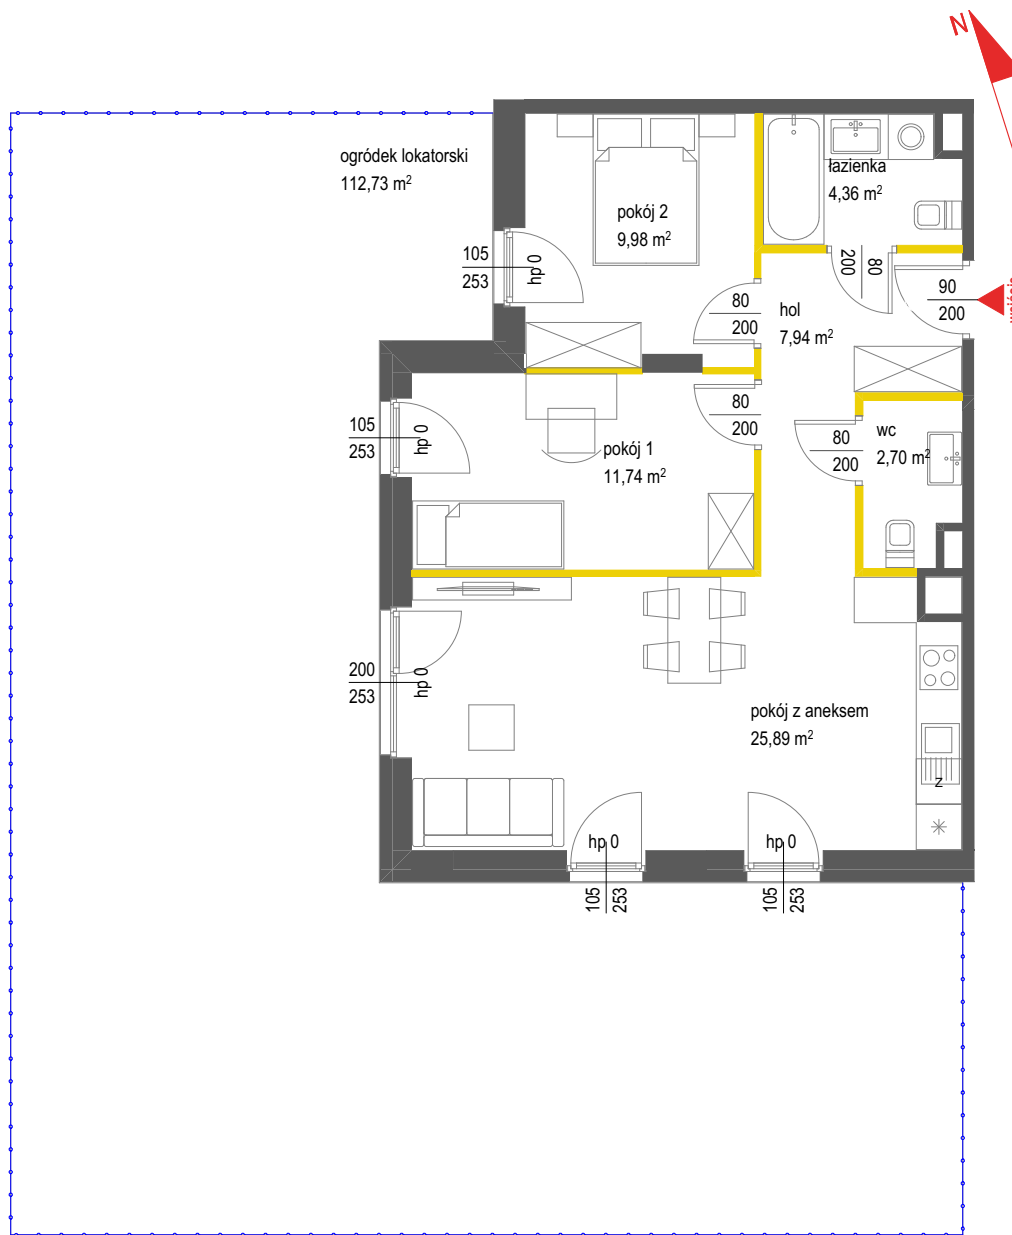 N
ogródek lokatorski
112,73 m²
łazienka
4,36 m²
pokój 2
9,98 m²
105
253
hp 0
80
200
80
200
90
200
wejście
hol
7,94 m²
105
253
hp 0
80
200
pokój 1
11,74 m²
80
200
wc
2,70 m²
200
253
hp 0
pokój z aneksem
25,89 m²
Z
hp 0
hp 0
105
253
105
253